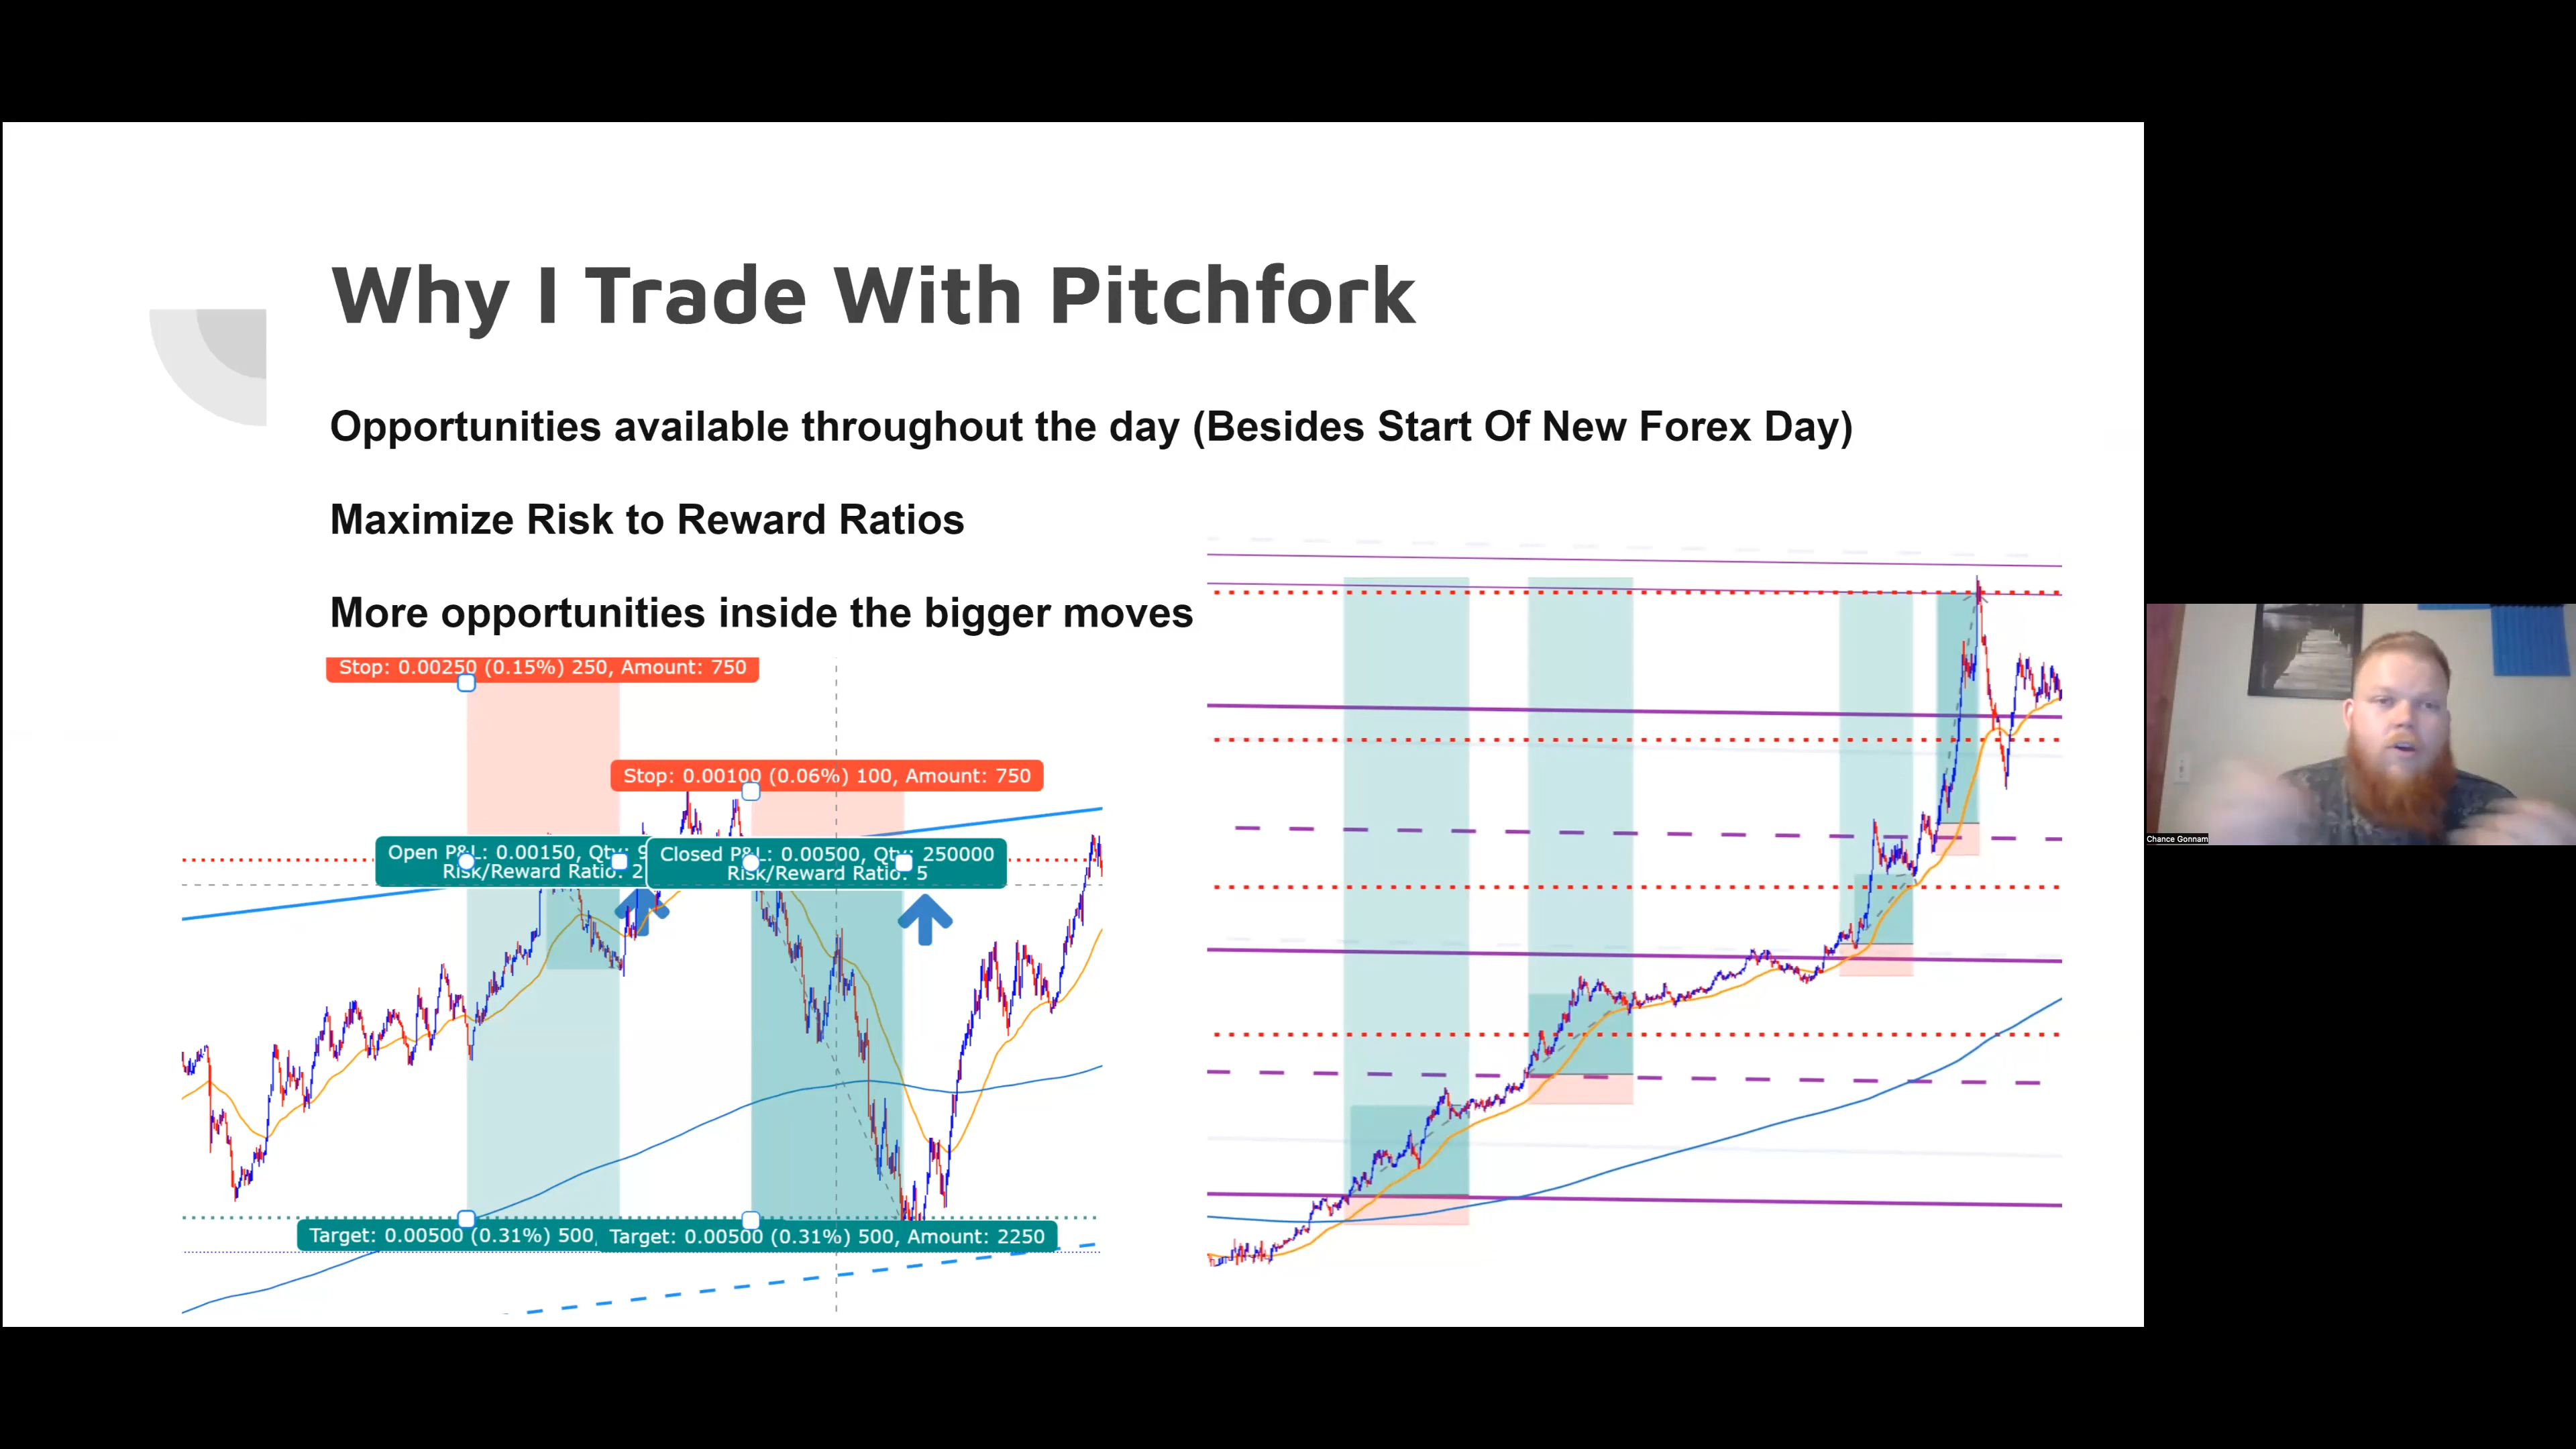 Why I Trade With Pitchfork
Opportunities available throughout the day (Besides Start Of New Forex Day)
Maximize Risk to Reward Ratios
More opportunities inside the bigger moves
Stop: 0.00250 (0.15%) 250, Amount: 750
Stop: 0.00100 (0.06%) 100, Amount: 750
Open P&L: 0.00150, Qty: 9
Risk/Reward Ratio: 2
Closed P&L: 0.00500, Qty: 250000
Risk/Reward Ratio: 5
Target: 0.00500 (0.31%) 500,
Target: 0.00500 (0.31%) 500, Amount: 2250
Chance Gonnam